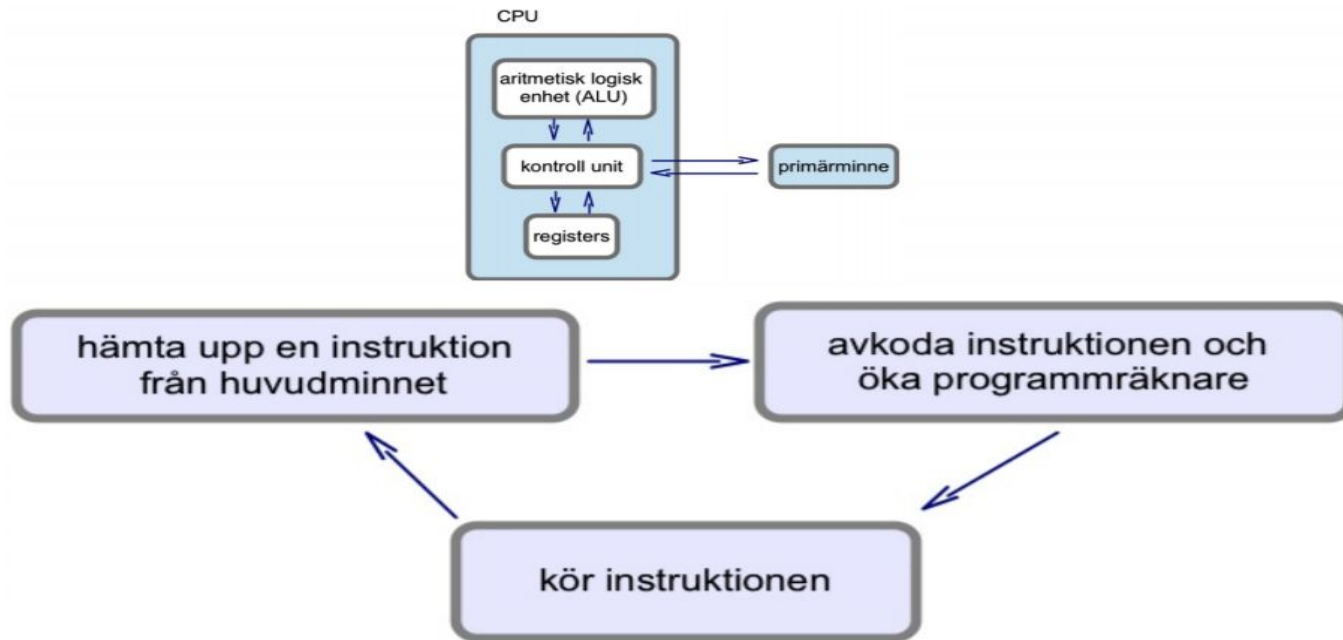 CPU
aritmetisk logisk
enhet (ALU)
kontroll unit
primärminne
registers
hämta upp en instruktion
från huvudminnet
avkoda instruktionen och
öka programmräknare
kör instruktionen